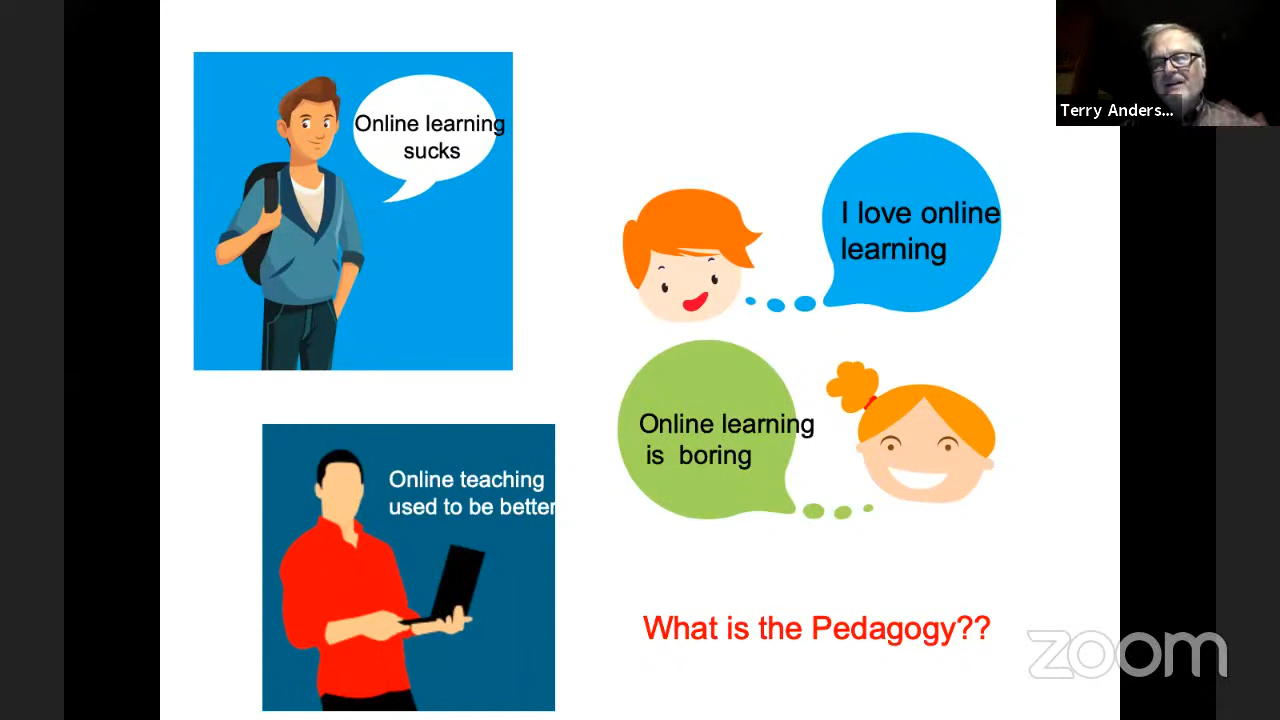 Online learning
sucks
Terry Anders...
I love online
learning
Online learning
is boring
Online teaching
used to be better
What is the Pedagogy??
zoom